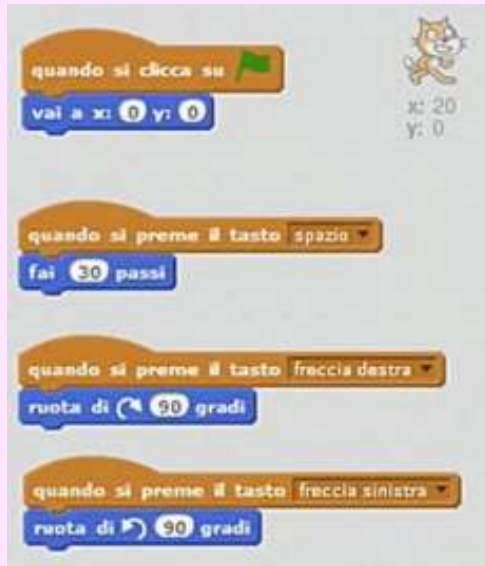 quando si clicca su
vai a x: 0 y: 0
x: 20
y: 0
quando si preme il tasto spazio
fai 30 passi
quando si preme il tasto freccia destra
ruota di 90 gradi
quando si preme il tasto freccia sinistra
ruota di 90 gradi